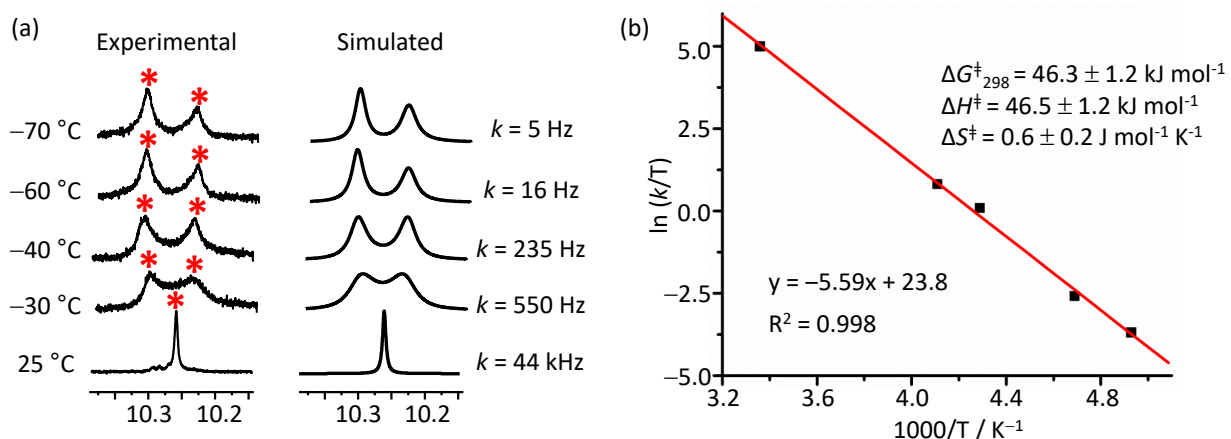 (a)
Experimental
Simulated
−70 °C
k = 5 Hz
−60 °C
k = 16 Hz
−40 °C
k = 235 Hz
−30 °C
k = 550 Hz
25 °C
k = 44 kHz
10.3 10.2
10.3 10.2
(b)
ln (k/T)
5.0
2.5
0.0
−2.5
−5.0
ΔG‡298 = 46.3 ± 1.2 kJ mol-1
ΔH‡ = 46.5 ± 1.2 kJ mol-1
ΔS‡ = 0.6 ± 0.2 J mol-1 K-1
y = −5.59x + 23.8
R2 = 0.998
3.2 4.0 4.4 4.8
1000/T / K−1